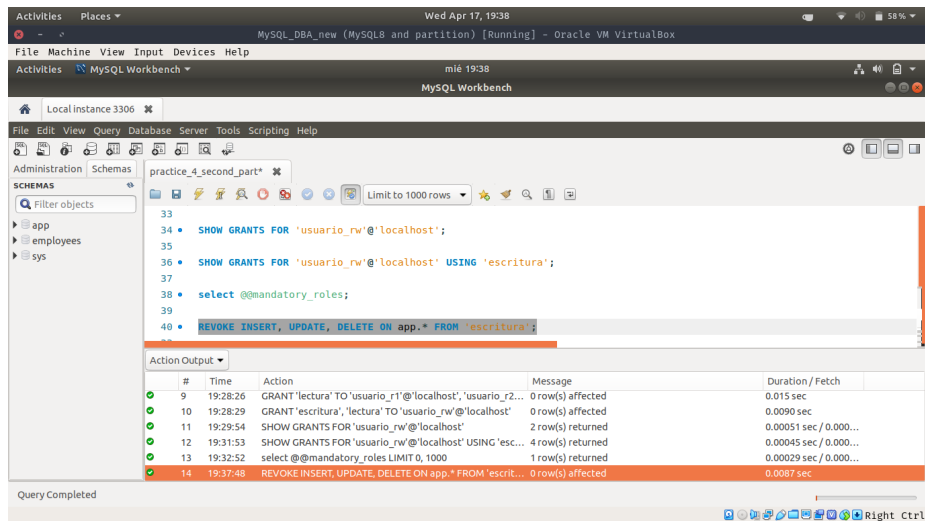 Activities Places ▾ Wed Apr 17, 19:38 58 % ▾
MySQL_DBA_new (MySQL8 and partition) [Running] - Oracle VM VirtualBox
File Machine View Input Devices Help
Activities MySQL Workbench ▾ mié 19:38
MySQL Workbench
Local instance 3306
File Edit View Query Database Server Tools Scripting Help
Administration Schemas practice_4_second_part*
SCHEMAS
Limit to 1000 rows
Filter objects
app
employees
sys
33
34 SHOW GRANTS FOR 'usuario_rw'@'localhost';
35
36 SHOW GRANTS FOR 'usuario_rw'@'localhost' USING 'escritura';
37
38 select @@mandatory_roles;
39
40 REVOKE INSERT, UPDATE, DELETE ON app.* FROM 'escritura';
Action Output ▾
# Time Action Message Duration / Fetch
9 19:28:26 GRANT 'lectura' TO 'usuario_r1'@'localhost', 'usuario_r2... 0 row(s) affected 0.015 sec
10 19:28:29 GRANT 'escritura', 'lectura' TO 'usuario_rw'@'localhost' 0 row(s) affected 0.0090 sec
11 19:29:54 SHOW GRANTS FOR 'usuario_rw'@'localhost' 2 row(s) returned 0.00051 sec / 0.000...
12 19:31:53 SHOW GRANTS FOR 'usuario_rw'@'localhost' USING 'esc... 4 row(s) returned 0.00045 sec / 0.000...
13 19:32:52 select @@mandatory_roles LIMIT 0, 1000 1 row(s) returned 0.00029 sec / 0.000...
14 19:37:48 REVOKE INSERT, UPDATE, DELETE ON app.* FROM 'escrit... 0 row(s) affected 0.0087 sec
Query Completed
Right Ctrl